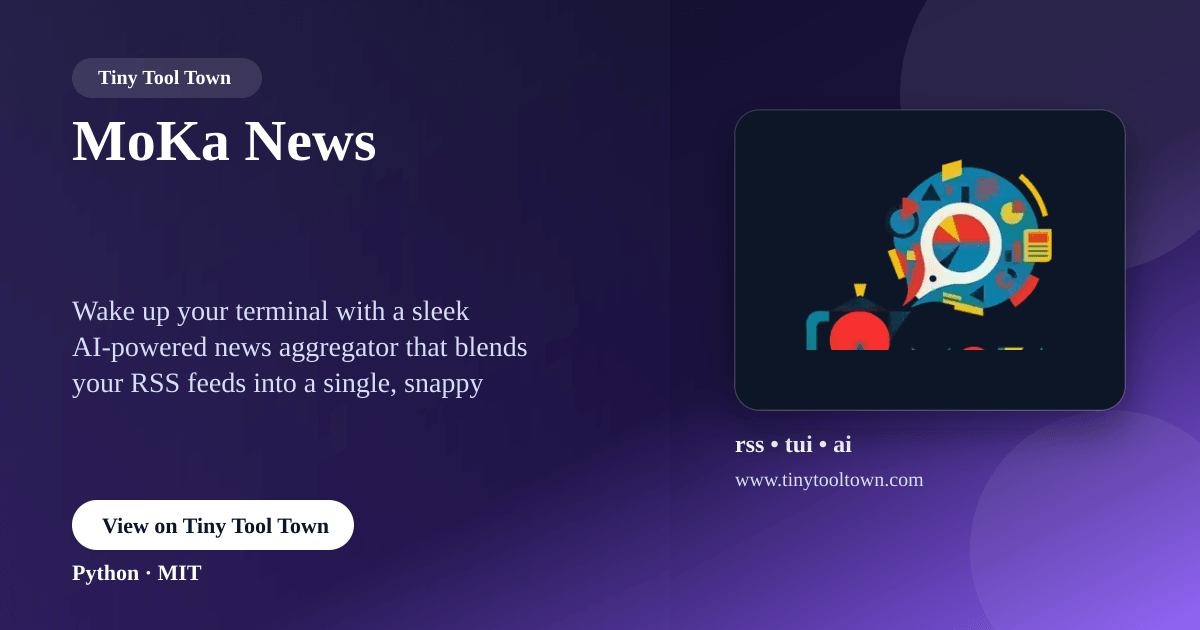 Tiny Tool Town
MoKa News
Wake up your terminal with a sleek
AI-powered news aggregator that blends
your RSS feeds into a single, snappy
View on Tiny Tool Town
Python · MIT
rss • tui • ai
www.tinytooltown.com